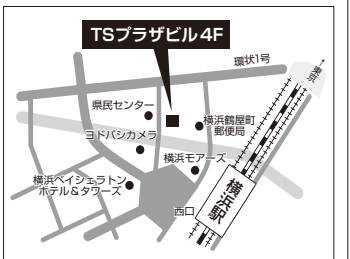 TSプラザビル4F
環状1号
東京
県民センター
横浜鶴屋町
郵便局
ヨドバシカメラ
横浜モアーズ
横浜ベイシェラトン
ホテル&タワーズ
横浜駅
西口